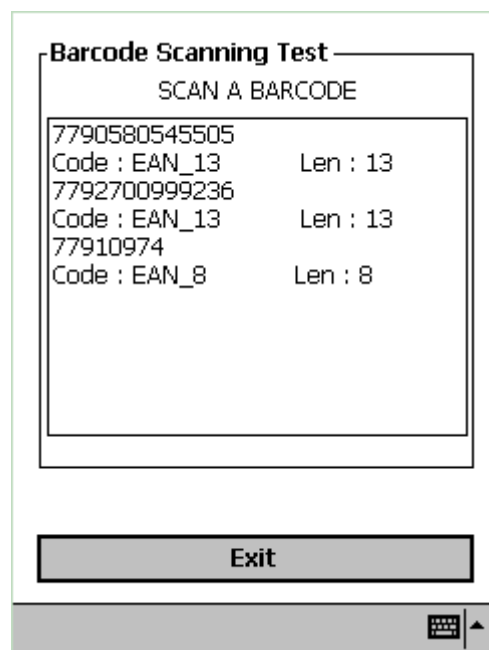 Barcode Scanning Test
SCAN A BARCODE
7790580545505
Code : EAN_13 Len : 13
7792700999236
Code : EAN_13 Len : 13
77910974
Code : EAN_8 Len : 8
Exit